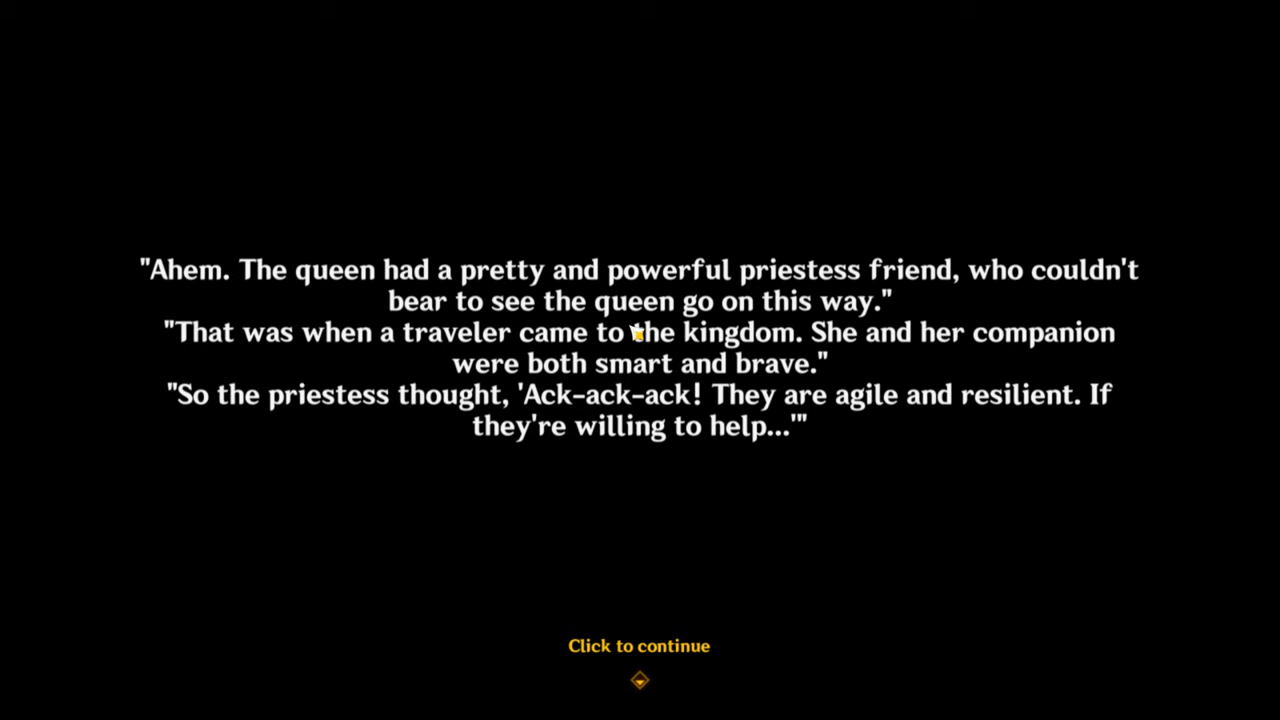 "Ahem. The queen had a pretty and powerful priestess friend, who couldn't
bear to see the queen go on this way."
"That was when a traveler came to the kingdom. She and her companion
were both smart and brave."
"So the priestess thought, 'Ack-ack-ack! They are agile and resilient. If
they're willing to help...'"
Click to continue